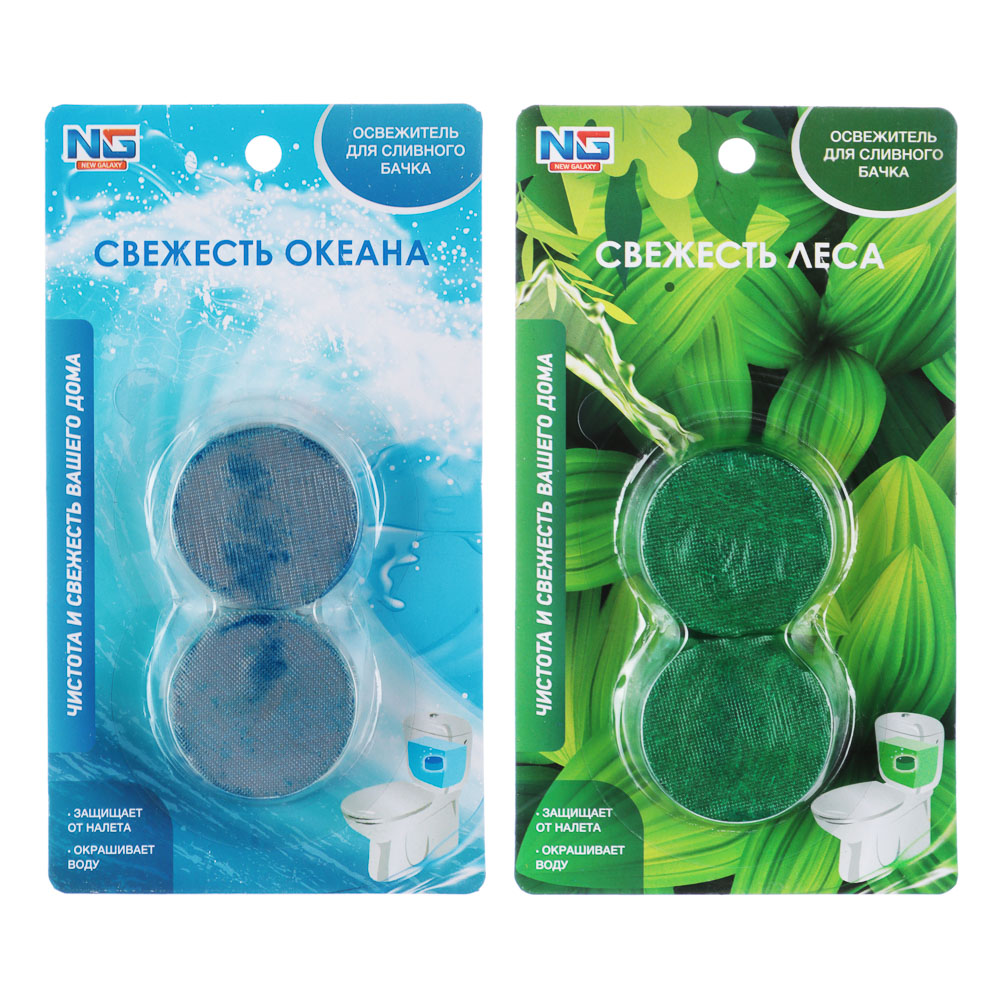 NG
NEW GALAXY
ОСВЕЖИТЕЛЬ
ДЛЯ СЛИВНОГО
БАЧКА
СВЕЖЕСТЬ ОКЕАНА
ЧИСТОТА И СВЕЖЕСТЬ ВАШЕГО ДОМА
• ЗАЩИЩАЕТ
ОТ НАЛЕТА
• ОКРАШИВАЕТ
ВОДУ
NG
NEW GALAXY
ОСВЕЖИТЕЛЬ
ДЛЯ СЛИВНОГО
БАЧКА
СВЕЖЕСТЬ ЛЕСА
ЧИСТОТА И СВЕЖЕСТЬ ВАШЕГО ДОМА
• ЗАЩИЩАЕТ
ОТ НАЛЕТА
• ОКРАШИВАЕТ
ВОДУ